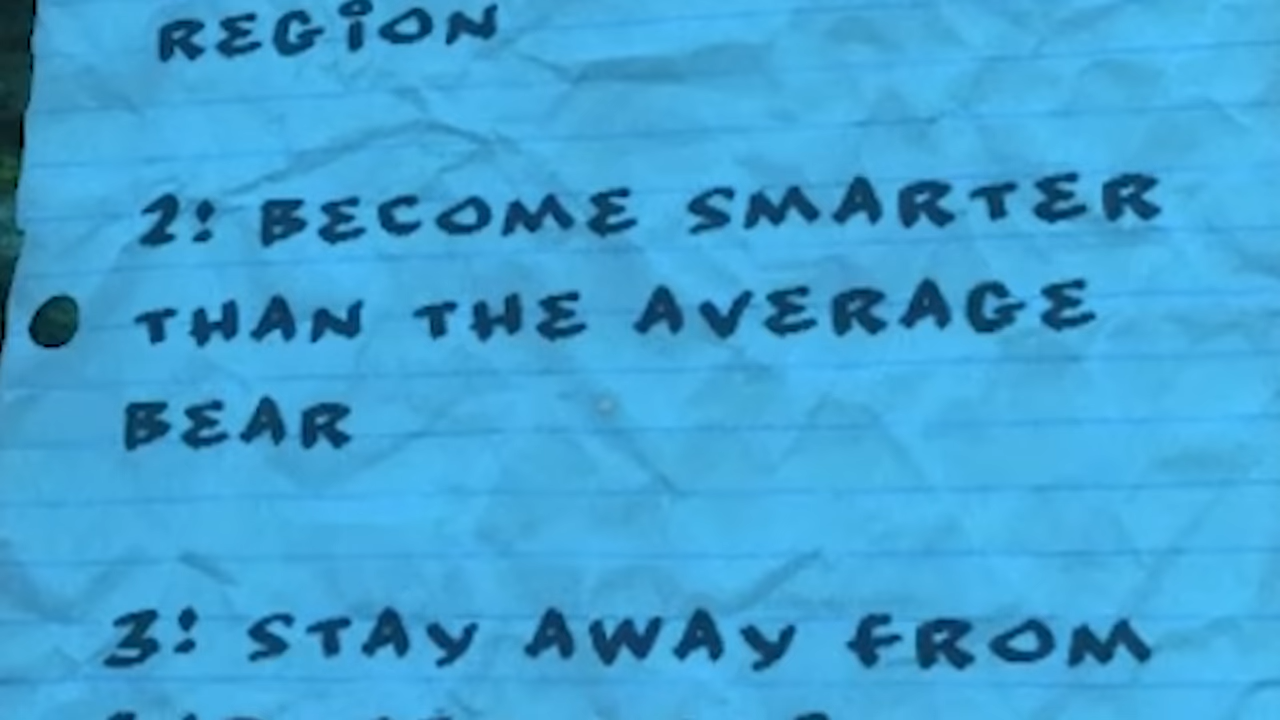 REGION
2: BECOME SMARTER
THAN THE AVERAGE
BEAR
3: STAY AWAY FROM